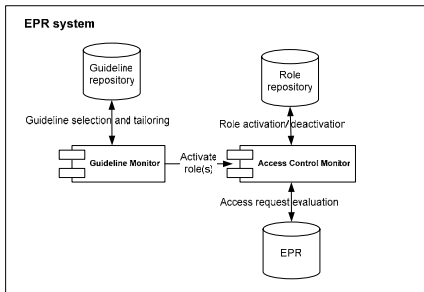 EPR system
Guideline
repository
Role
repository
Guideline selection and tailoring
Role activation/deactivation
Guideline Monitor
Activate
role(s)
Access Control Monitor
Access request evaluation
EPR